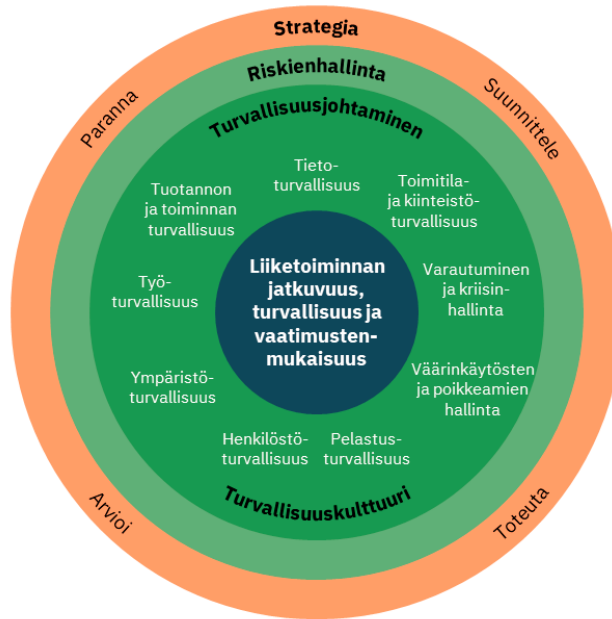 Strategia
Riskienhallinta
Turvallisuusjohtaminen
Paranna
Suunnittele
Tieto-
turvallisuus
Tuotannon
ja toiminnan
turvallisuus
Toimitila-
ja kiinteistö-
turvallisuus
Liiketoiminnan
jatkuvuus,
turvallisuus ja
vaatimusten-
mukaisuus
Työ-
turvallisuus
Varautuminen
ja kriisin-
hallinta
Ympäristö-
turvallisuus
Väärinkäytösten
ja poikkeamien
hallinta
Henkilöstö-
turvallisuus
Pelastus-
turvallisuus
Turvallisuuskulttuuri
Arvioi
Toteuta